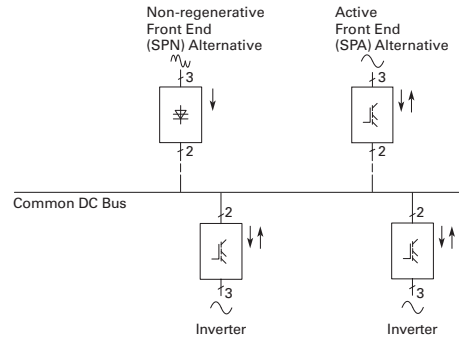 Non-regenerative
Front End
(SPN) Alternative
Active
Front End
(SPA) Alternative
3
3
2
2
Common DC Bus
2
2
3
3
Inverter
Inverter